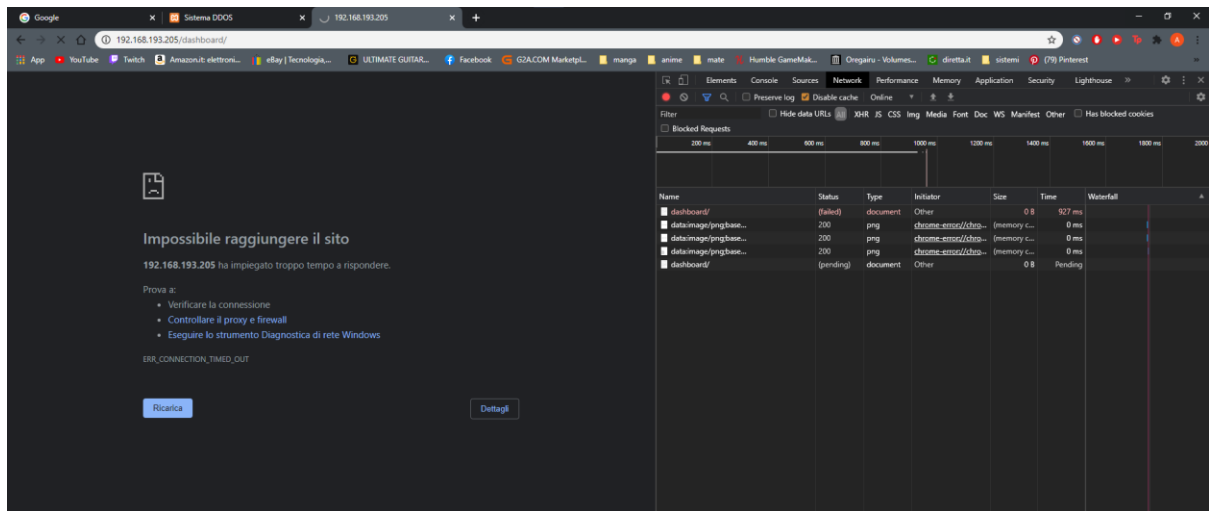 Google
Sistema DDOS
192.168.193.205
192.168.193.205/dashboard/
App YouTube Twitch Amazon.it: elettroni... eBay | Tecnologia,... ULTIMATE GUITAR... Facebook G2A.COM Marketpl... manga anime mate Humble GameMak... Oregairu - Volumes... diretta.it sistemi (79) Pinterest
Impossibile raggiungere il sito
192.168.193.205 ha impiegato troppo tempo a rispondere.
Prova a:
Verificare la connessione
Controllare il proxy e firewall
Eseguire lo strumento Diagnostica di rete Windows
ERR_CONNECTION_TIMED_OUT
Ricarica
Dettagli
Elements Console Sources Network Performance Memory Application Security Lighthouse
Preserve log Disable cache Online
Filter Hide data URLs All XHR JS CSS Img Media Font Doc WS Manifest Other Has blocked cookies
Blocked Requests
200 ms 400 ms 600 ms 800 ms 1000 ms 1200 ms 1400 ms 1600 ms 1800 ms 2000
Name Status Type Initiator Size Time Waterfall
dashboard/ (failed) document Other 0 B 927 ms
data:image/png;base... 200 png chrome-error://chro... (memory c... 0 ms
data:image/png;base... 200 png chrome-error://chro... (memory c... 0 ms
data:image/png;base... 200 png chrome-error://chro... (memory c... 0 ms
dashboard/ (pending) document Other 0 B Pending